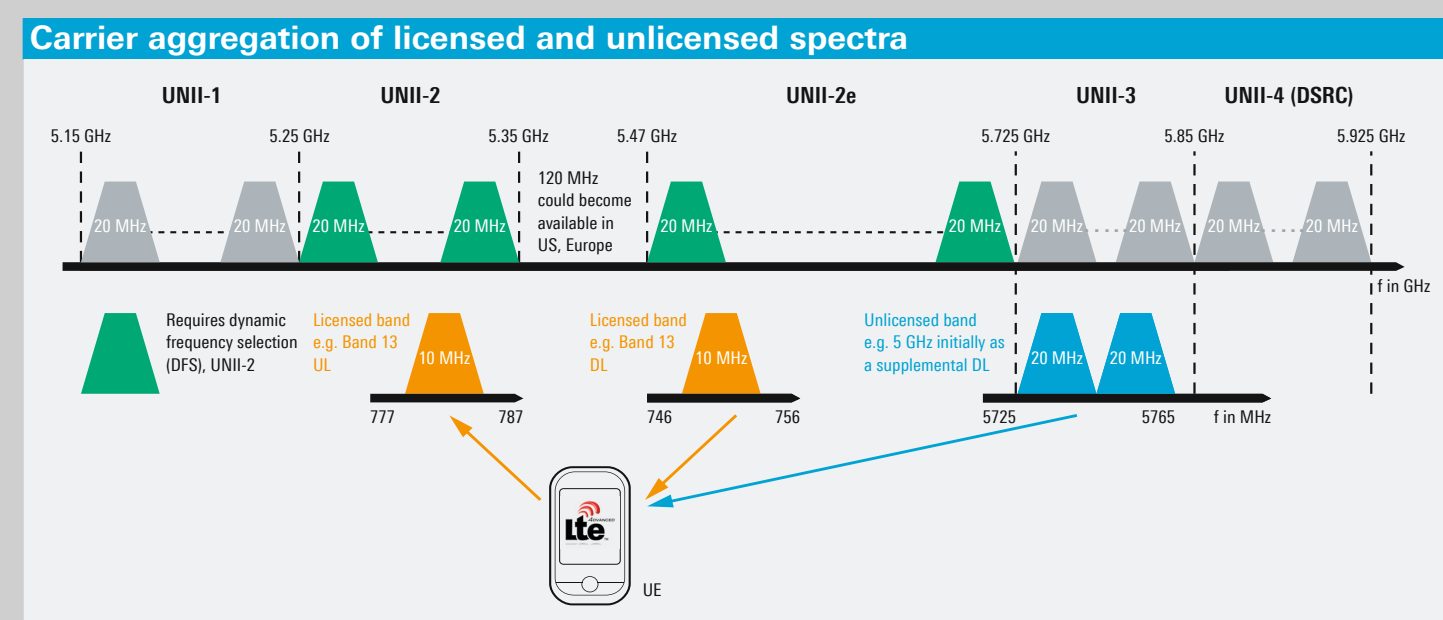 Carrier aggregation of licensed and unlicensed spectra
UNII-1 UNII-2 UNII-2e UNII-3 UNII-4 (DSRC)
5.15 GHz 5.25 GHz 5.35 GHz 5.47 GHz 5.725 GHz 5.85 GHz 5.925 GHz
120 MHz
could become
available in
US, Europe
20 MHz 20 MHz 20 MHz 20 MHz 20 MHz 20 MHz 20 MHz 20 MHz 20 MHz 20 MHz
f in GHz
Requires dynamic
frequency selection
(DFS), UNII-2
Licensed band
e.g. Band 13
UL
10 MHz
777 787
Licensed band
e.g. Band 13
DL
10 MHz
746 756
Unlicensed band
e.g. 5 GHz initially as
a supplemental DL
20 MHz 20 MHz
5725 5765 f in MHz
4DVANCED
Lte
UE